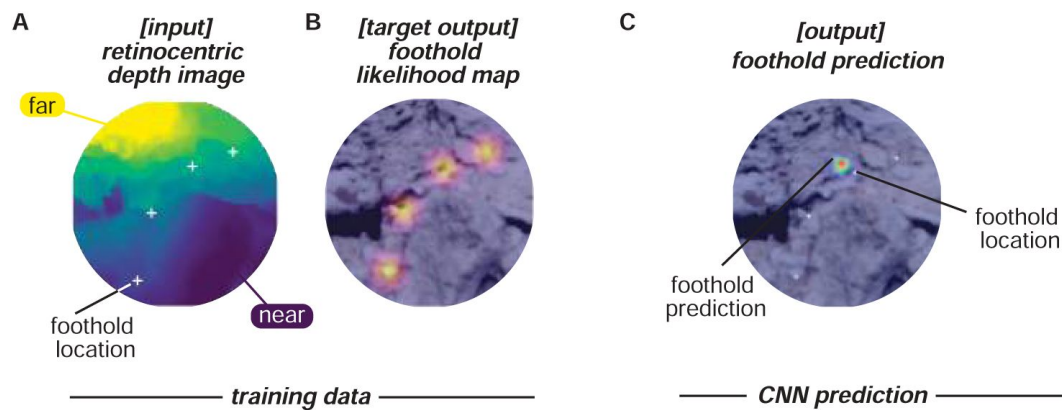 A
[input]
retinocentric
depth image
far
foothold
location
near
B
[target output]
foothold
likelihood map
training data
C
[output]
foothold prediction
foothold
location
foothold
prediction
CNN prediction